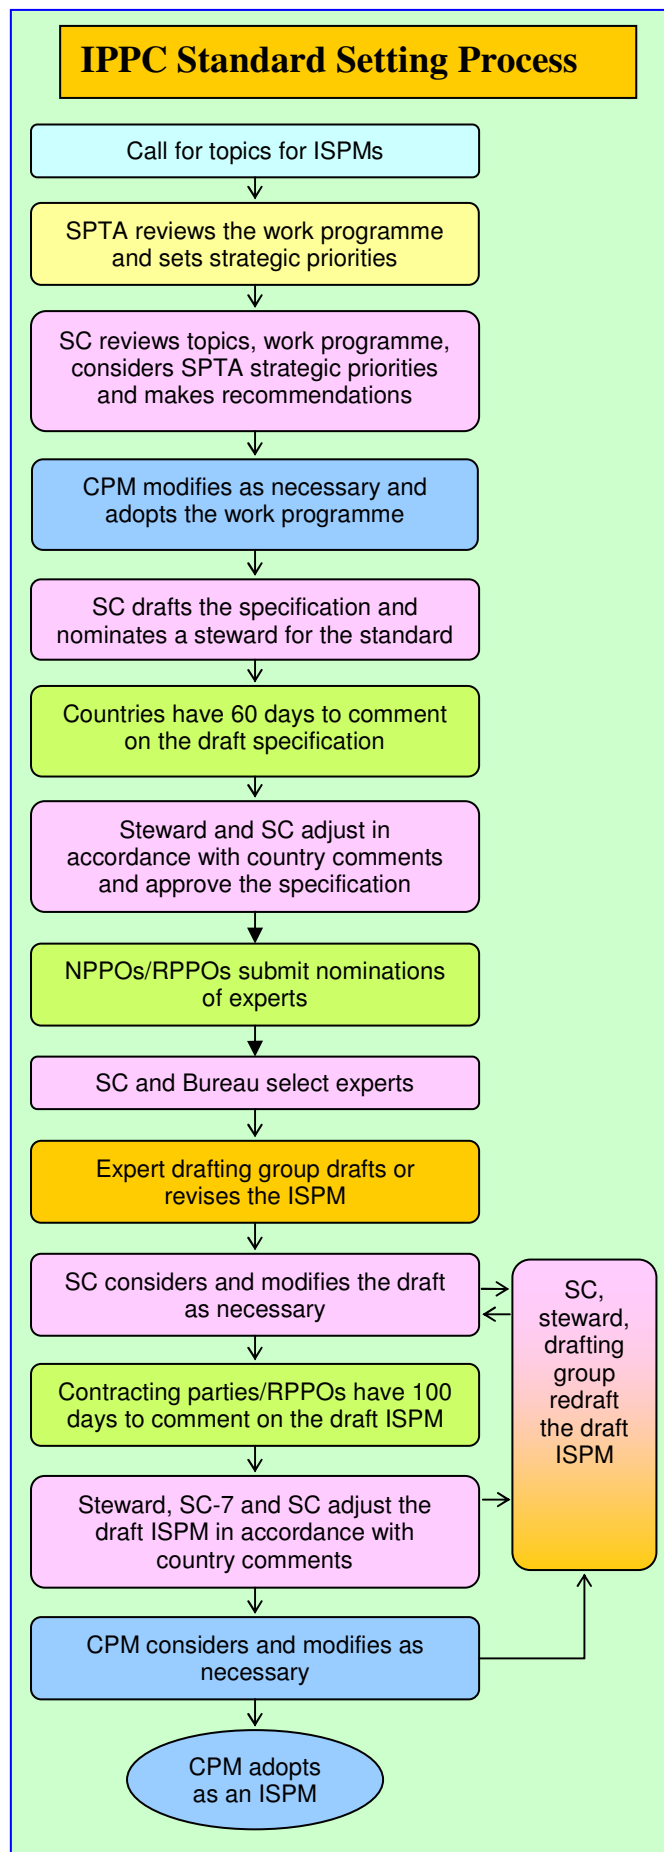 IPPC Standard Setting Process
Call for topics for ISPMs
SPTA reviews the work programme
and sets strategic priorities
SC reviews topics, work programme,
considers SPTA strategic priorities
and makes recommendations
CPM modifies as necessary and
adopts the work programme
SC drafts the specification and
nominates a steward for the standard
Countries have 60 days to comment
on the draft specification
Steward and SC adjust in
accordance with country comments
and approve the specification
NPPOs/RPPOs submit nominations
of experts
SC and Bureau select experts
Expert drafting group drafts or
revises the ISPM
SC considers and modifies the draft
as necessary
SC,
steward,
drafting
group
redraft
the draft
ISPM
Contracting parties/RPPOs have 100
days to comment on the draft ISPM
Steward, SC-7 and SC adjust the
draft ISPM in accordance with
country comments
CPM considers and modifies as
necessary
CPM adopts
as an ISPM